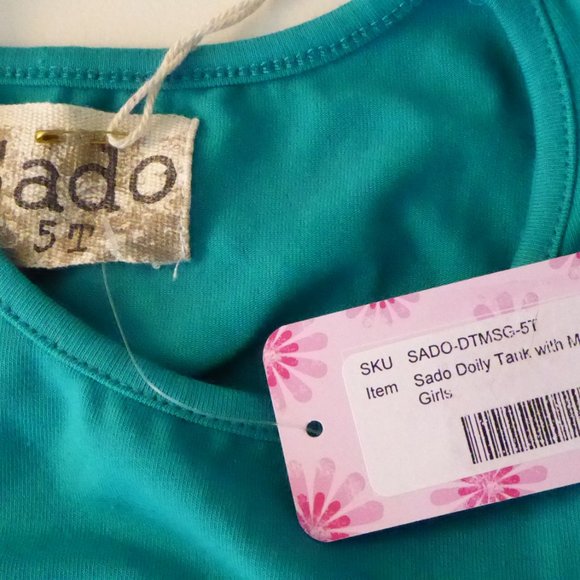 Sado
5T
SKU SADO-DTMSG-5T
Item Sado Doily Tank with M
Girls